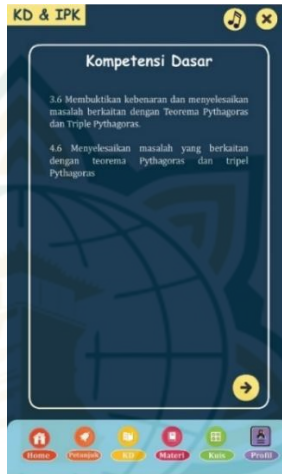 KD & IPK
Kompetensi Dasar
3.6 Membuktikan kebenaran dan menyelesaikan
masalah berkaitan dengan Teorema Pythagoras
dan Triple Pythagoras.
4.6 Menyelesaikan masalah yang berkaitan
dengan teorema Pythagoras dan tripel
Pythagoras
Home Petunjuk KD Materi Kuis Profil